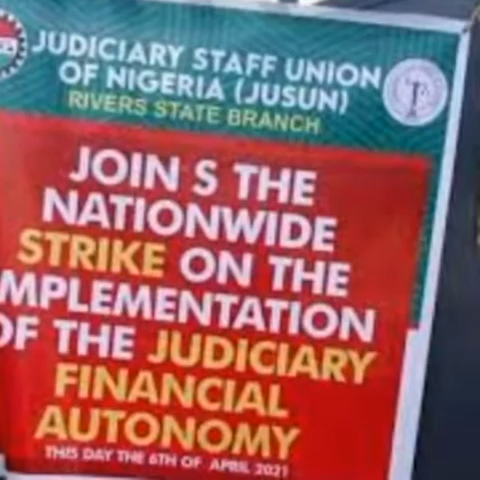 JUDICIARY STAFF UNION
OF NIGERIA (JUSUN)
RIVERS STATE BRANCH
JOIN S THE
NATIONWIDE
STRIKE ON THE
MPLEMENTATION
OF THE JUDICIARY
FINANCIAL
AUTONOMY
THIS DAY THE 6TH OF APRIL 2021